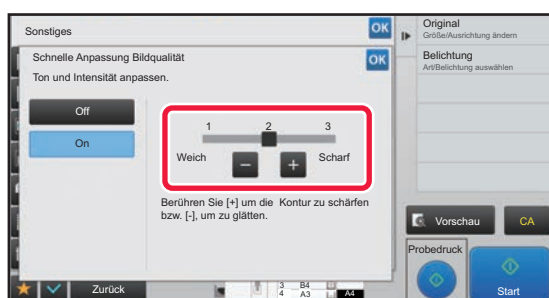 Sonstiges
OK
Schnelle Anpassung Bildqualität
OK
Ton und Intensität anpassen.
Off
On
1 2 3
Weich - + Scharf
Berühren Sie [+] um die Kontur zu schärfen
bzw. [-], um zu glätten.
Original
Größe/Ausrichtung ändern
Belichtung
Art/Belichtung auswählen
Vorschau
CA
Probedruck
Start
Zurück
3 B4
4 A3
A4